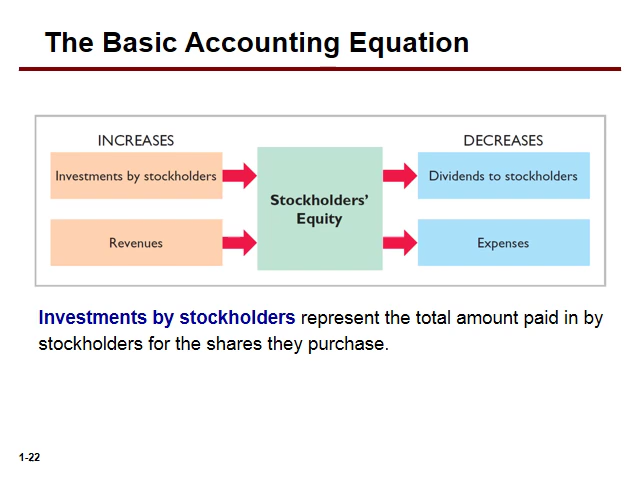 The Basic Accounting Equation
INCREASES
DECREASES
Investments by stockholders
Dividends to stockholders
Stockholders'
Equity
Revenues
Expenses
Investments by stockholders represent the total amount paid in by
stockholders for the shares they purchase.
1-22